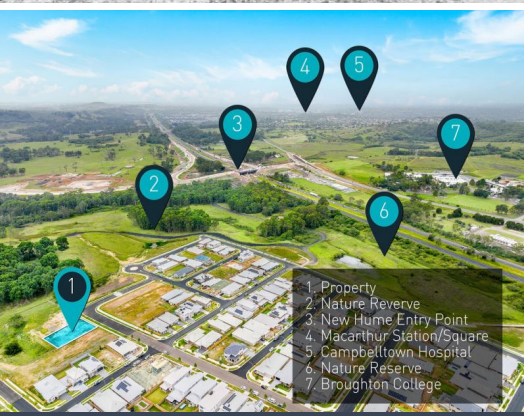 4
5
3
7
2
6
1
1. Property
2. Nature Reverve
3. New Hume Entry Point
4. Macarthur Station/Square
5. Campbelltown Hospital
6. Nature Reserve
7. Broughton College